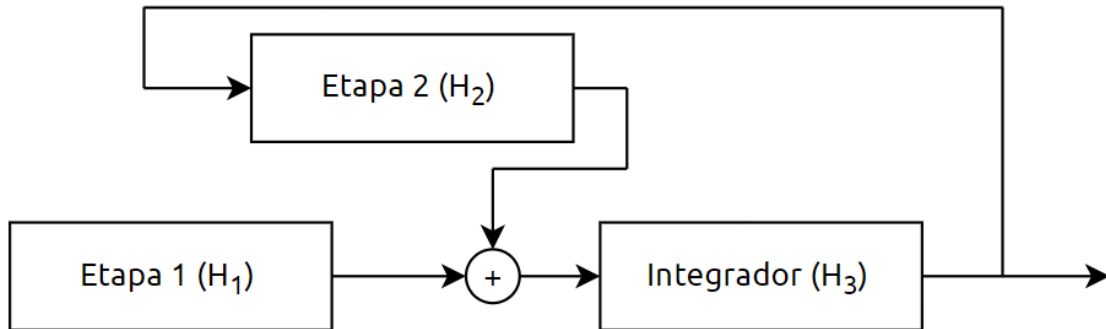 Etapa 2 (H₂)
Etapa 1 (H₁)
+
Integrador (H₃)